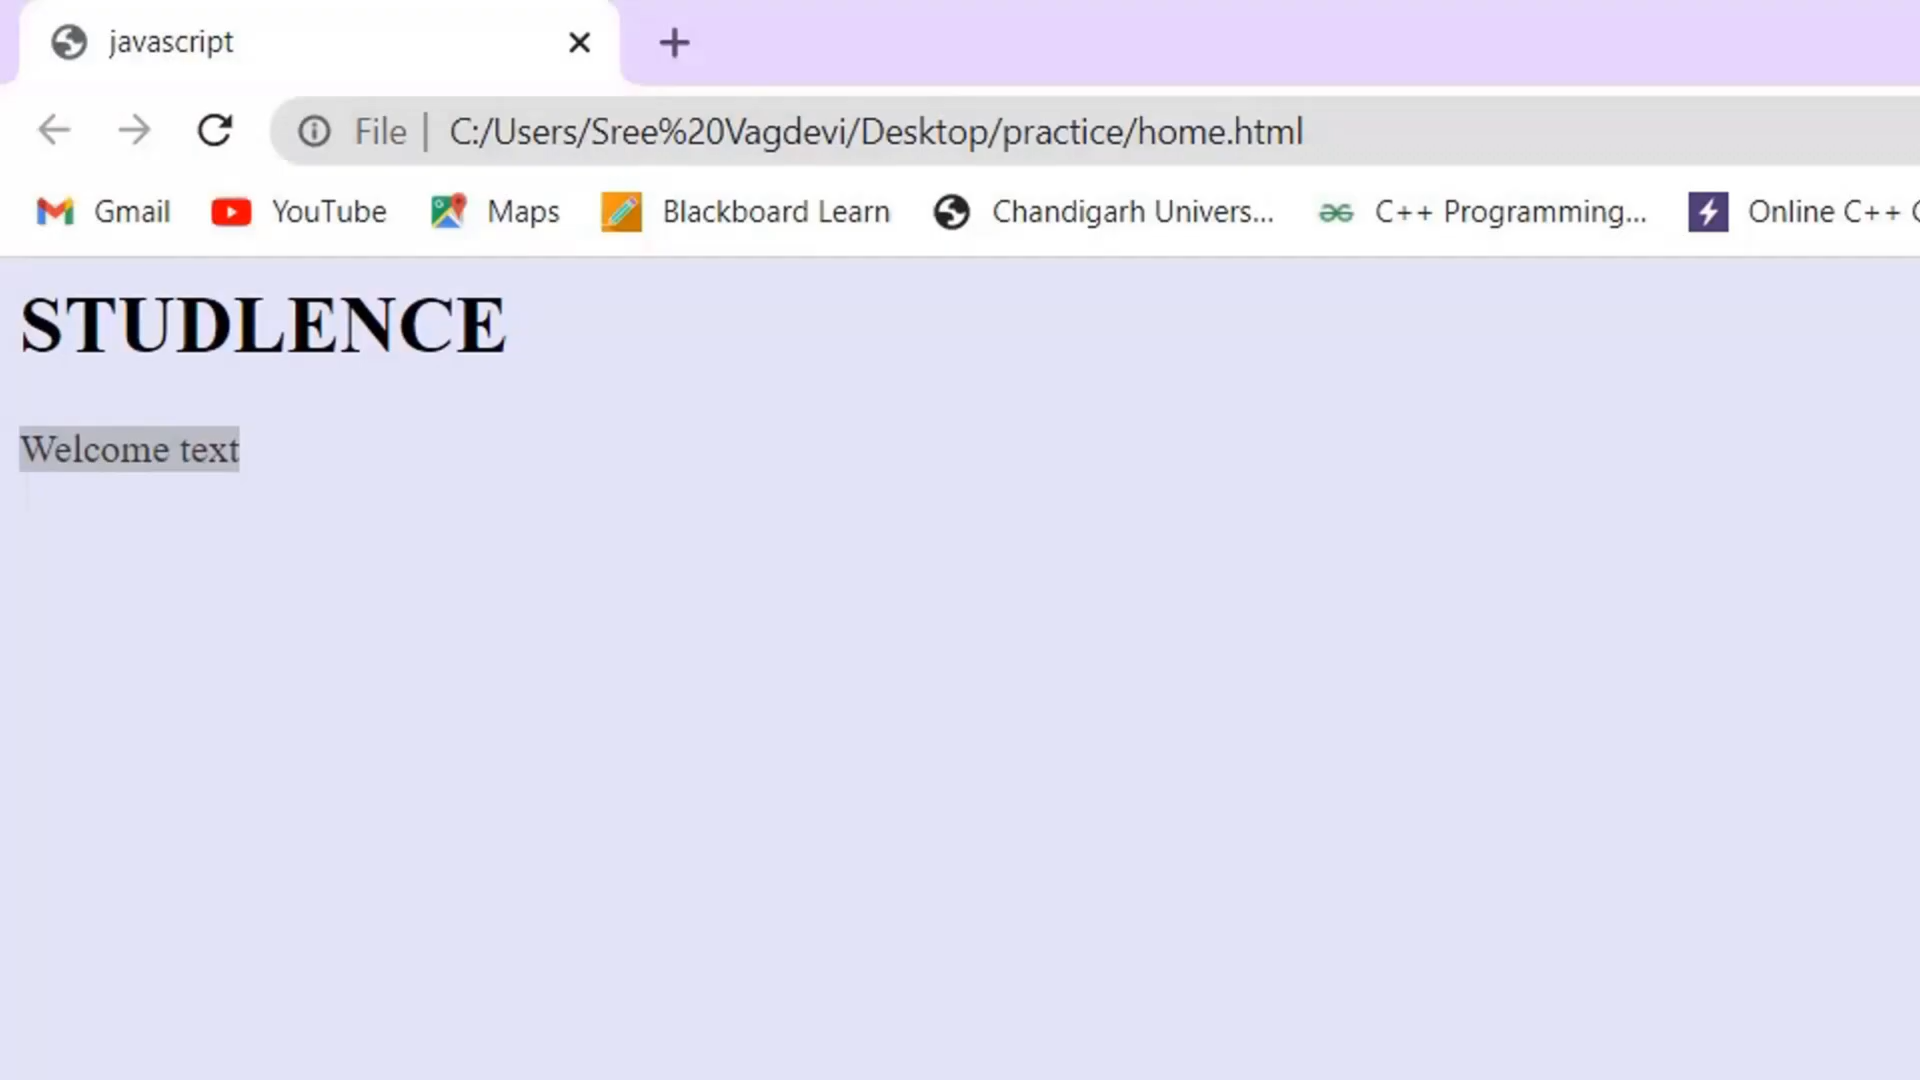 javascript
File | C:/Users/Sree%20Vagdevi/Desktop/practice/home.html
Gmail YouTube Maps Blackboard Learn Chandigarh Univers... C++ Programming... Online C++
STUDLENCE
Welcome text